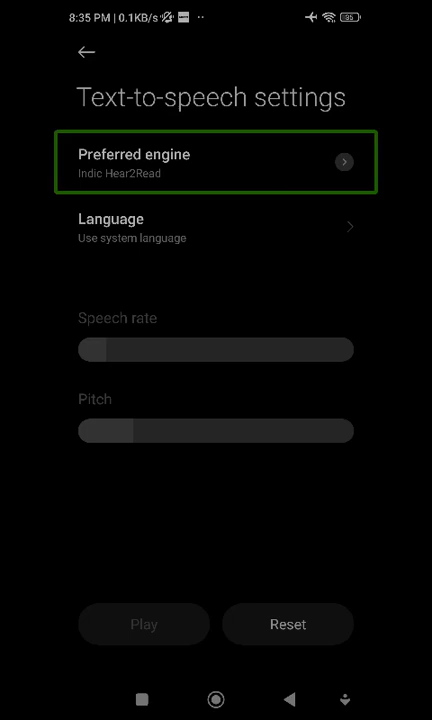 8:35 PM | 0.1KB/s
95
Text-to-speech settings
Preferred engine
Indic Hear2Read
Language
Use system language
Speech rate
Pitch
Play
Reset